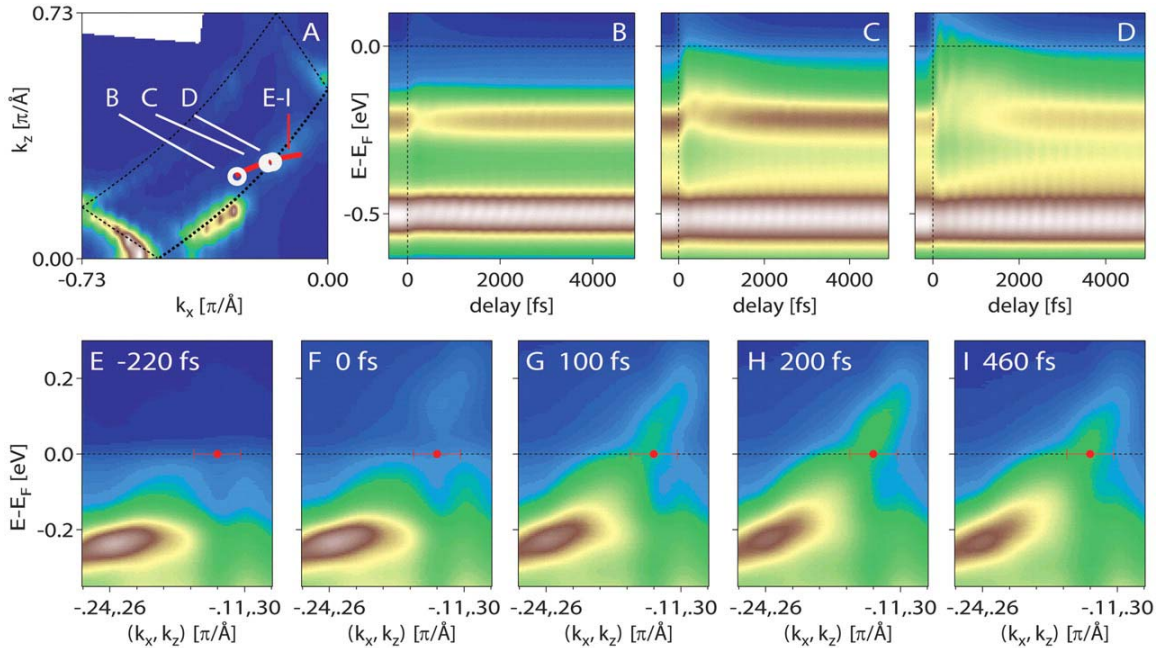 0.73
A
B
C
D
B C D E-I
0.0
-0.5
k_z [π/Å]
E-E_F [eV]
0.00
-0.73
0.00
0 2000 4000
0 2000 4000
0 2000 4000
k_x [π/Å]
delay [fs]
delay [fs]
delay [fs]
E -220 fs
F 0 fs
G 100 fs
H 200 fs
I 460 fs
0.2
0.0
-0.2
E-E_F [eV]
-.24,.26 -.11,.30
-.24,.26 -.11,.30
-.24,.26 -.11,.30
-.24,.26 -.11,.30
-.24,.26 -.11,.30
(k_x, k_z) [π/Å]
(k_x, k_z) [π/Å]
(k_x, k_z) [π/Å]
(k_x, k_z) [π/Å]
(k_x, k_z) [π/Å]